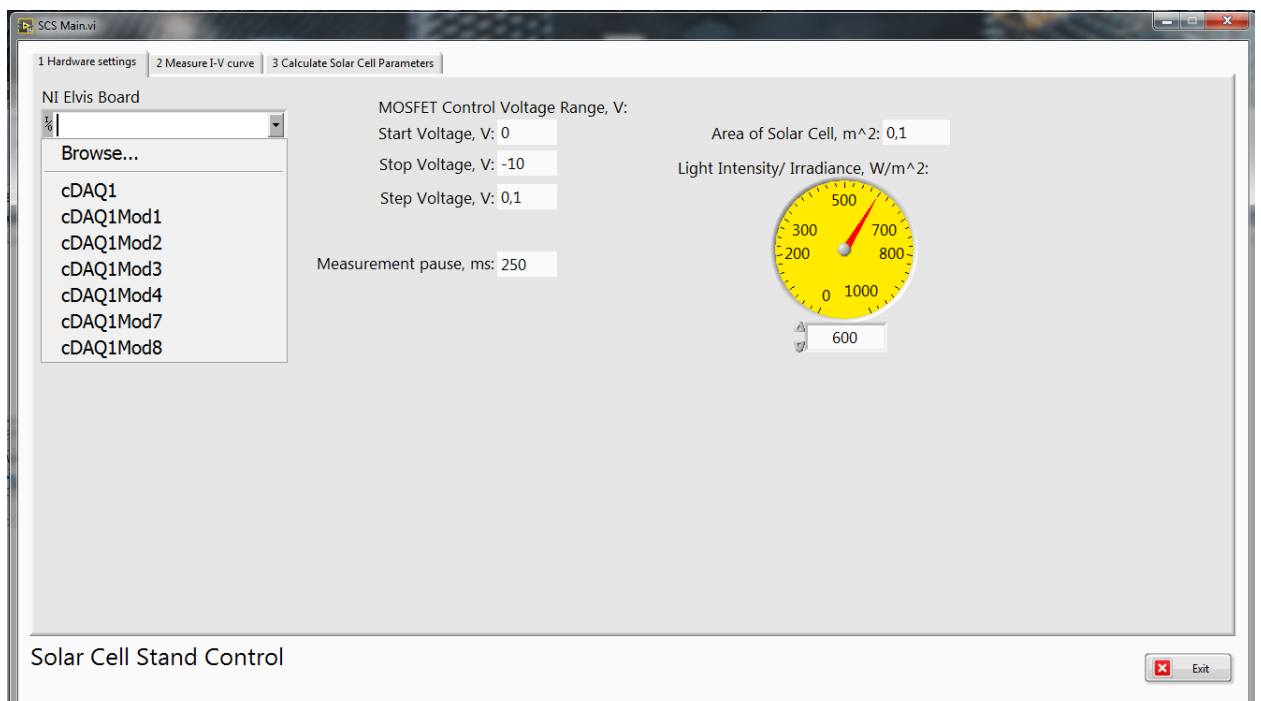 SCS Main.vi
1 Hardware settings
2 Measure I-V curve
3 Calculate Solar Cell Parameters
NI Elvis Board
I/0
Browse...
cDAQ1
cDAQ1Mod1
cDAQ1Mod2
cDAQ1Mod3
cDAQ1Mod4
cDAQ1Mod7
cDAQ1Mod8
MOSFET Control Voltage Range, V:
Start Voltage, V: 0
Stop Voltage, V: -10
Step Voltage, V: 0,1
Measurement pause, ms: 250
Area of Solar Cell, m^2: 0,1
Light Intensity/ Irradiance, W/m^2:
500
300 700
200 800
0 1000
600
Solar Cell Stand Control
Exit